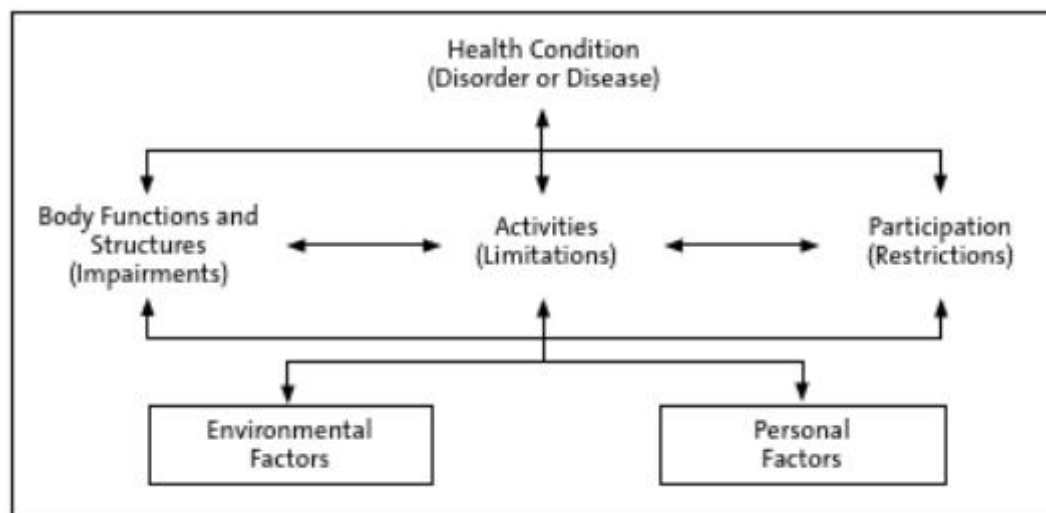 Health Condition
(Disorder or Disease)
Body Functions and
Structures
(Impairments)
Activities
(Limitations)
Participation
(Restrictions)
Environmental
Factors
Personal
Factors